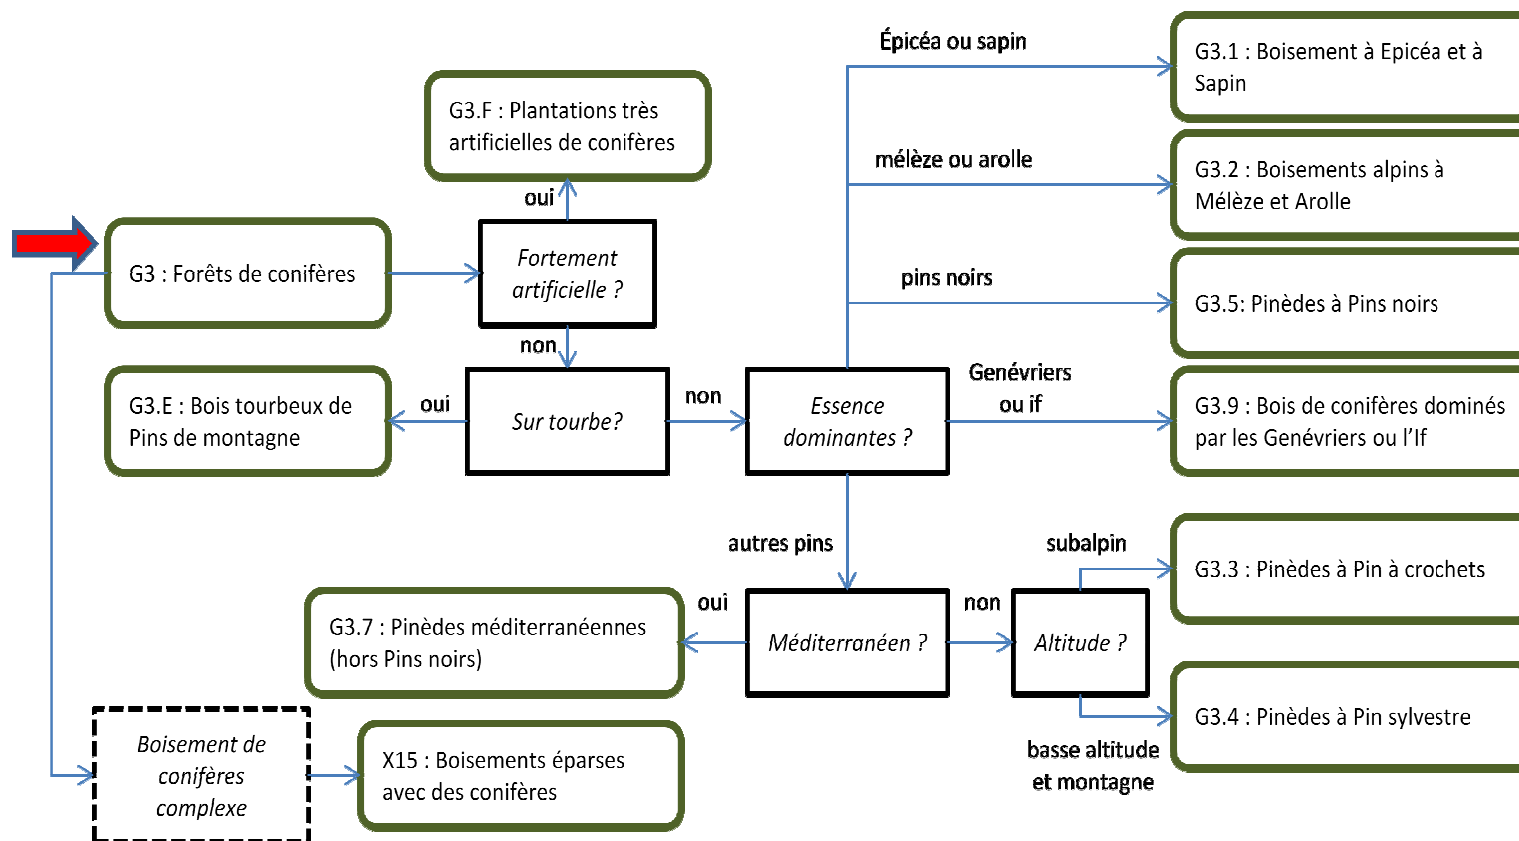 Épicéa ou sapin
G3.1 : Boisement à Epicéa et à
Sapin
G3.F : Plantations très
artificielles de conifères
mélèze ou arolle
G3.2 : Boisements alpins à
Mélèze et Arolle
oui
G3 : Forêts de conifères
Fortement
artificielle ?
pins noirs
G3.5: Pinèdes à Pins noirs
non
G3.E : Bois tourbeux de
Pins de montagne
oui
Sur tourbe?
non
Essence
dominantes ?
Genévriers
ou if
G3.9 : Bois de conifères dominés
par les Genévriers ou l'If
autres pins
subalpin
G3.3 : Pinèdes à Pin à crochets
G3.7 : Pinèdes méditerranéennes
(hors Pins noirs)
oui
Méditerranéen ?
non
Altitude ?
G3.4 : Pinèdes à Pin sylvestre
basse altitude
et montagne
Boisement de
conifères
complexe
X15 : Boisements éparses
avec des conifères